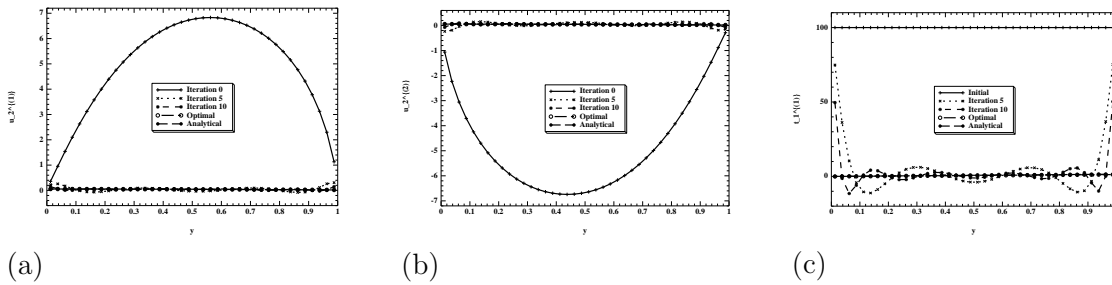 7
6
5
4
3
2
1
0
u_2^{(1)}
Iteration 0
Iteration 5
Iteration 10
Optimal
Analytical
0 0.1 0.2 0.3 0.4 0.5 0.6 0.7 0.8 0.9 1
y
(a)
0
-1
-2
-3
-4
-5
-6
-7
u_2^{(2)}
Iteration 0
Iteration 5
Iteration 10
Optimal
Analytical
0 0.1 0.2 0.3 0.4 0.5 0.6 0.7 0.8 0.9 1
y
(b)
100
50
0
t_1^{(1)}
Initial
Iteration 5
Iteration 10
Optimal
Analytical
0 0.1 0.2 0.3 0.4 0.5 0.6 0.7 0.8 0.9 1
y
(c)